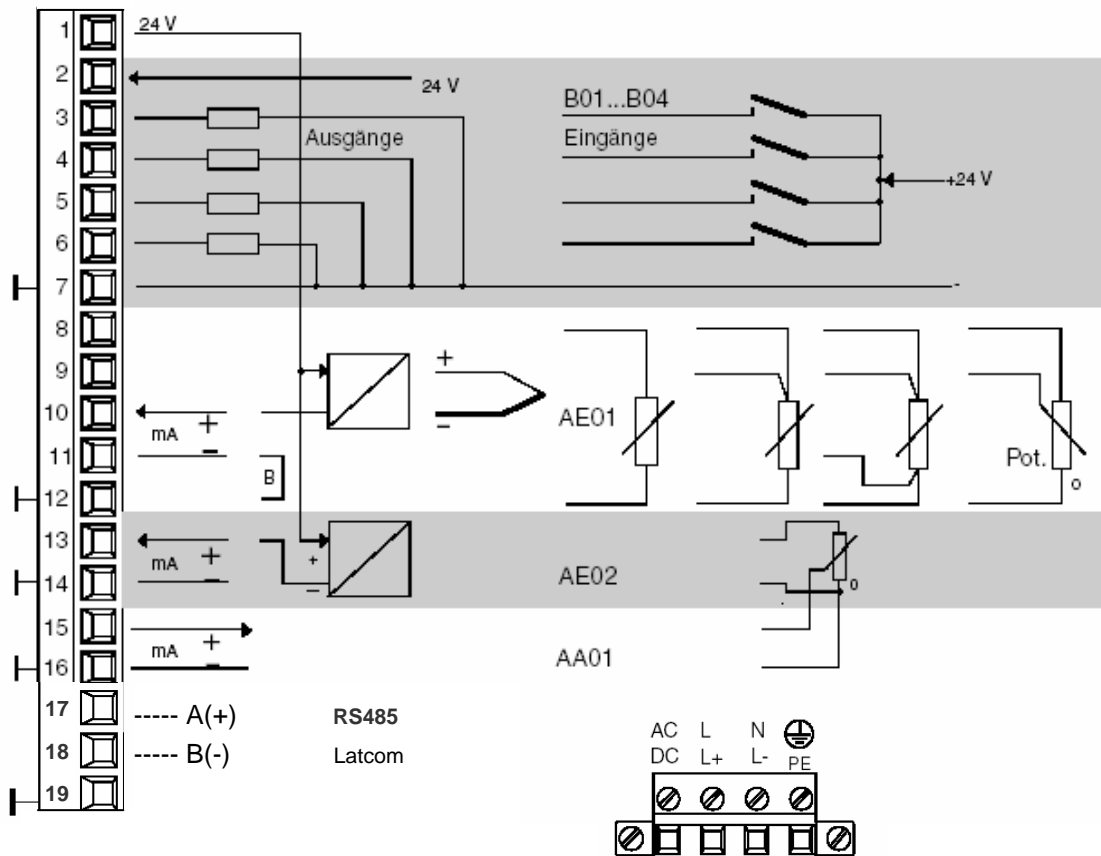 1 24 V
2 24 V
3 B01...B04
Ausgänge Eingänge
4
5 +24 V
6
7 -
8
9 +
10 - AE01
mA + -
11 B Pot.
12 o
13 +
mA + -
14 - AE02 o
15
mA + -
16 AA01
17 ----- A(+) RS485
18 ----- B(-) Latcom
19
AC L N
DC L+ L- PE